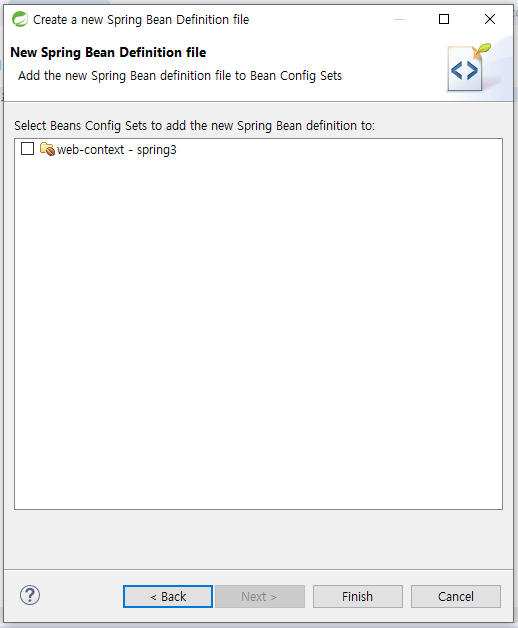 Create a new Spring Bean Definition file
New Spring Bean Definition file
Add the new Spring Bean definition file to Bean Config Sets
Select Beans Config Sets to add the new Spring Bean definition to:
web-context - spring3
?
< Back
Next >
Finish
Cancel